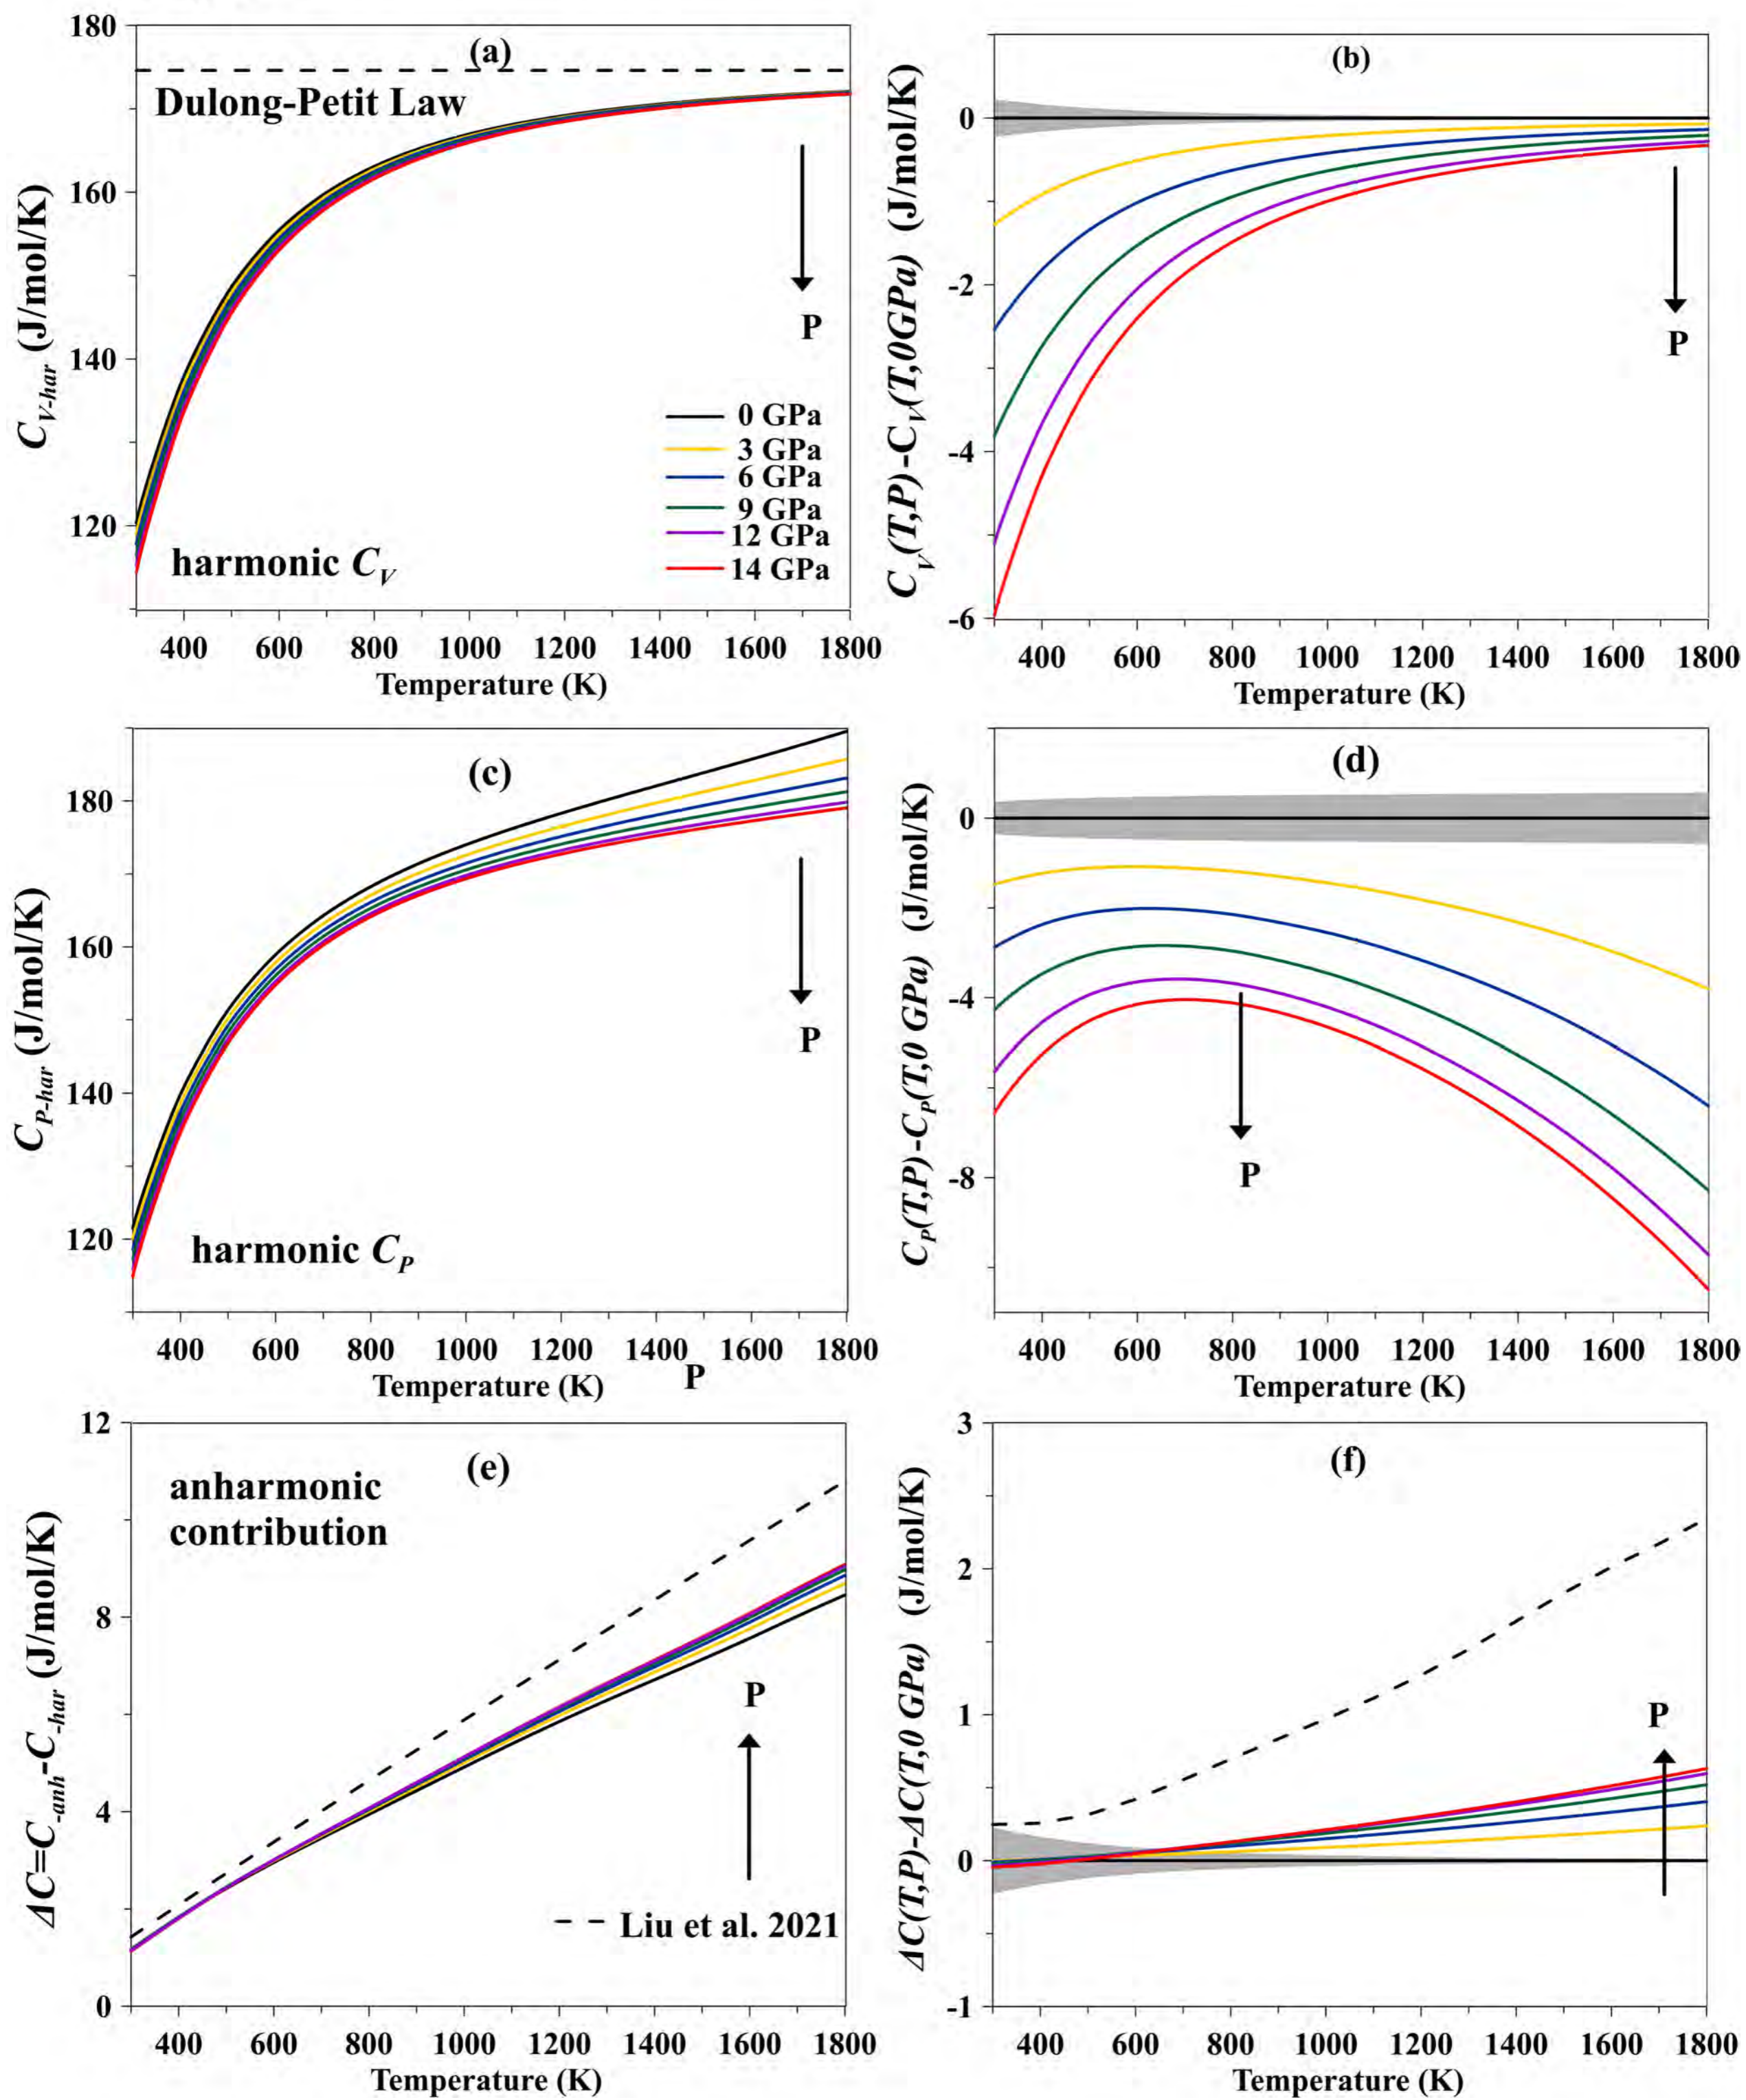 (a)
Dulong-Petit Law
P
0 GPa
3 GPa
6 GPa
9 GPa
12 GPa
14 GPa
harmonic C_V
C_{V-har} (J/mol/K)
180
160
140
120
400 600 800 1000 1200 1400 1600 1800
Temperature (K)
(b)
P
C_V(T,P)-C_V(T,0GPa) (J/mol/K)
0
-2
-4
-6
400 600 800 1000 1200 1400 1600 1800
Temperature (K)
(c)
P
harmonic C_P
C_{P-har} (J/mol/K)
180
160
140
120
400 600 800 1000 1200 1400 1600 1800
Temperature (K) P
(d)
P
C_P(T,P)-C_P(T,0 GPa) (J/mol/K)
0
-4
-8
400 600 800 1000 1200 1400 1600 1800
Temperature (K)
(e)
anharmonic
contribution
P
Liu et al. 2021
ΔC=C_{-anh}-C_{-har} (J/mol/K)
12
8
4
0
400 600 800 1000 1200 1400 1600 1800
Temperature (K)
(f)
P
ΔC(T,P)-ΔC(T,0 GPa) (J/mol/K)
3
2
1
0
-1
400 600 800 1000 1200 1400 1600 1800
Temperature (K)